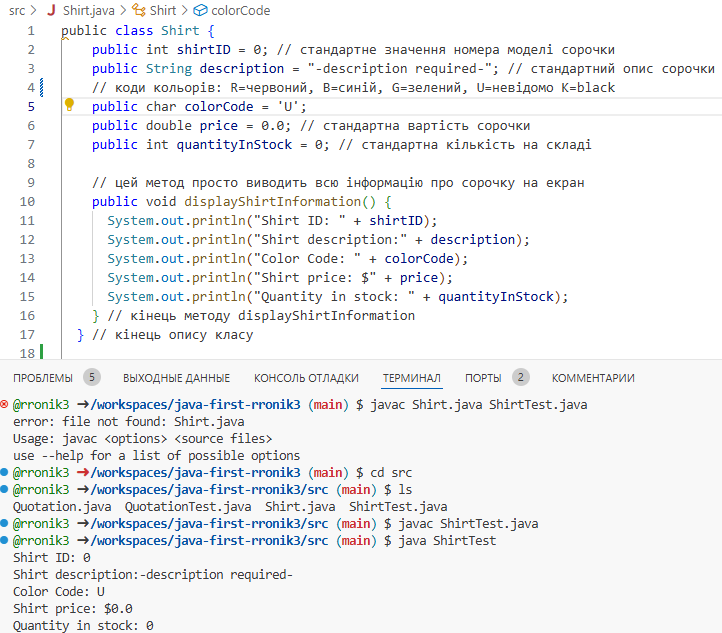 src > J Shirt.java > Shirt > colorCode
1 public class Shirt {
2 public int shirtID = 0; // стандартне значення номера моделі сорочки
3 public String description = "-description required-"; // стандартний опис сорочки
4 // коди кольорів: R=червоний, B=синій, G=зелений, U=невідомо K=black
5 public char colorCode = 'U';
6 public double price = 0.0; // стандартна вартість сорочки
7 public int quantityInStock = 0; // стандартна кількість на складі
8
9 // цей метод просто виводить всю інформацію про сорочку на екран
10 public void displayShirtInformation() {
11 System.out.println("Shirt ID: " + shirtID);
12 System.out.println("Shirt description:" + description);
13 System.out.println("Color Code: " + colorCode);
14 System.out.println("Shirt price: $" + price);
15 System.out.println("Quantity in stock: " + quantityInStock);
16 } // кінець методу displayShirtInformation
17 } // кінець опису класу
18
ПРОБЛЕМЫ 5 ВЫХОДНЫЕ ДАННЫЕ КОНСОЛЬ ОТЛАДКИ ТЕРМИНАЛ ПОРТЫ 2 КОММЕНТАРИИ
@rronik3 ➜/workspaces/java-first-rronik3 (main) $ javac Shirt.java ShirtTest.java
error: file not found: Shirt.java
Usage: javac <options> <source files>
use --help for a list of possible options
@rronik3 ➜/workspaces/java-first-rronik3 (main) $ cd src
@rronik3 ➜/workspaces/java-first-rronik3/src (main) $ ls
Quotation.java QuotationTest.java Shirt.java ShirtTest.java
@rronik3 ➜/workspaces/java-first-rronik3/src (main) $ javac ShirtTest.java
@rronik3 ➜/workspaces/java-first-rronik3/src (main) $ java ShirtTest
Shirt ID: 0
Shirt description:-description required-
Color Code: U
Shirt price: $0.0
Quantity in stock: 0